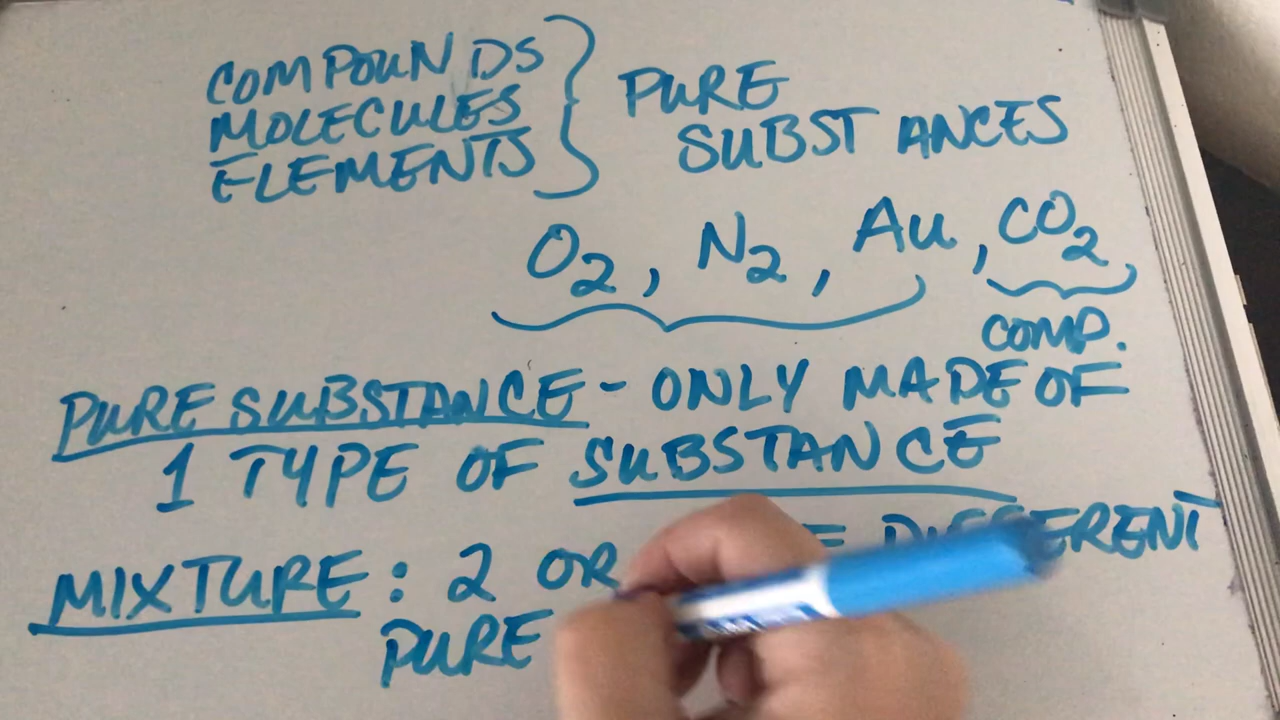 COMPOUNDS
MOLECULES
ELEMENTS
PURE
SUBSTANCES
O2, N2, Au, CO2,
COMP.
PURE SUBSTANCE - ONLY MADE OF
1 TYPE OF SUBSTANCE
MIXTURE: 2 OR DIFFERENT
PURE